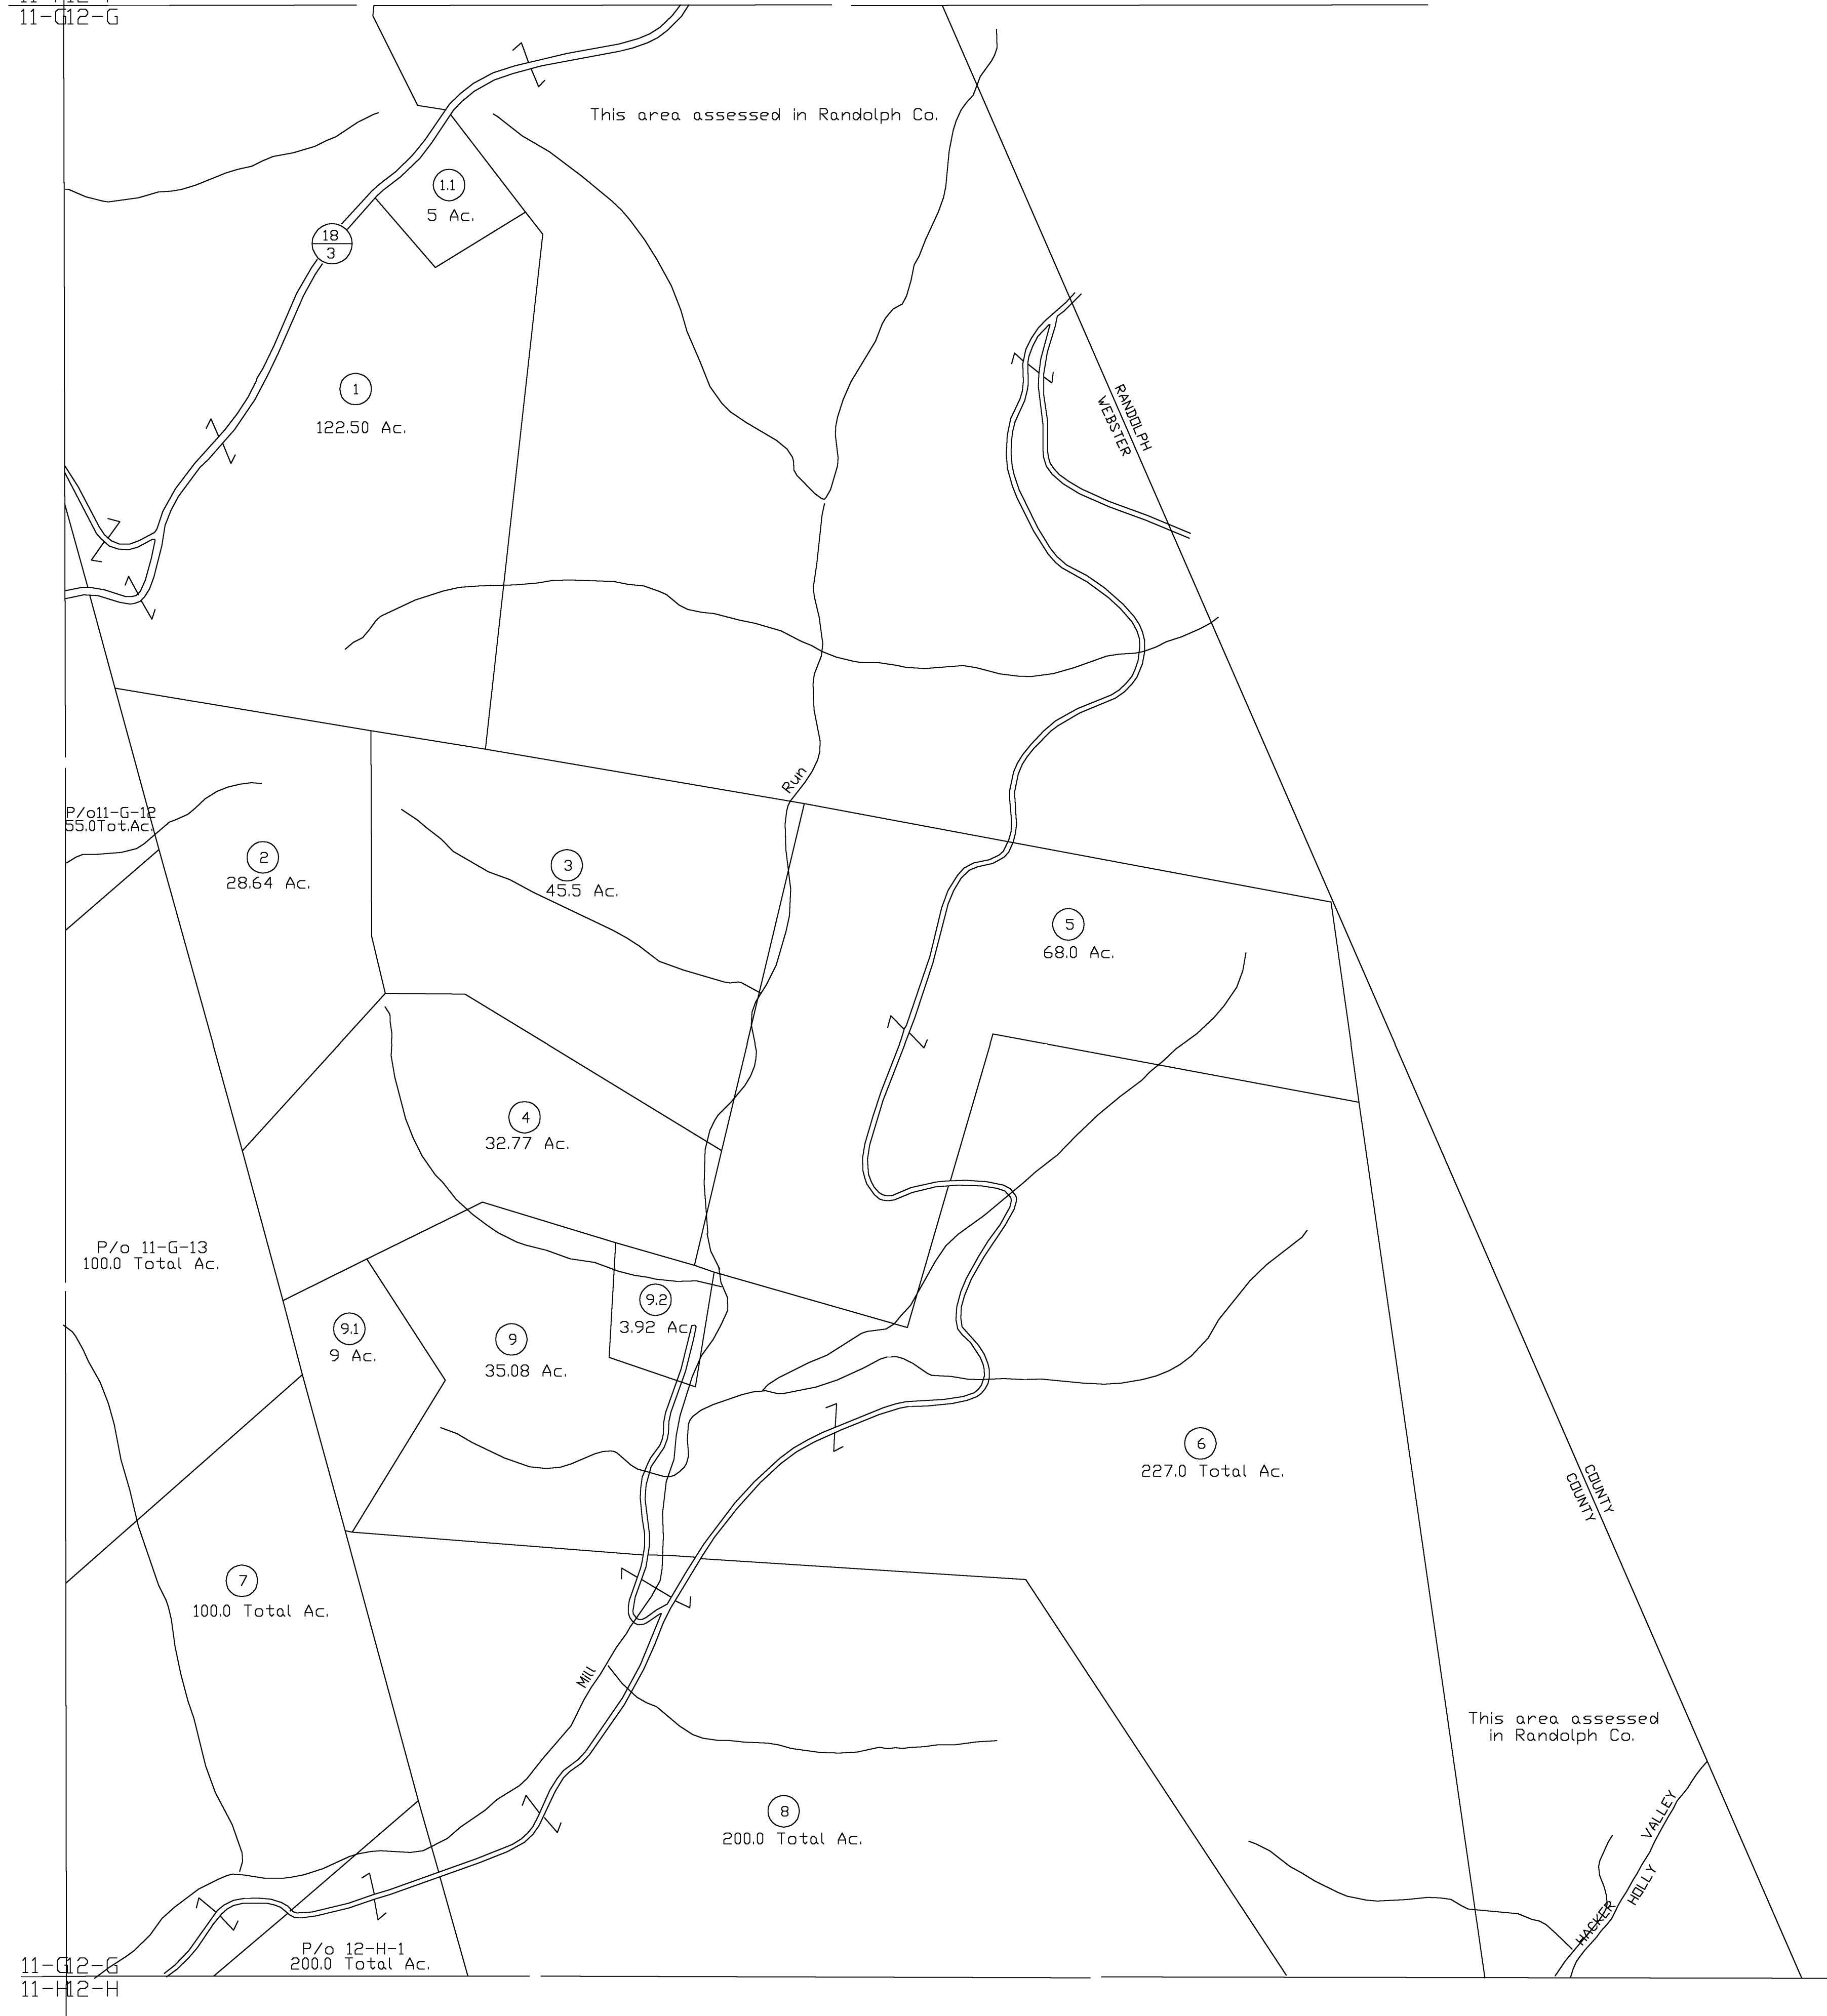 11-G12-G
This area assessed in Randolph Co.
1.1
5 Ac.
18
3
1
122.50 Ac.
RANDOLPH
WEBSTER
Run
P/o11-G-12
55.0Tot.Ac.
2
28.64 Ac.
3
45.5 Ac.
5
68.0 Ac.
4
32.77 Ac.
P/o 11-G-13
100.0 Total Ac.
9.1
9 Ac.
9
35.08 Ac.
9.2
3.92 Ac.
6
227.0 Total Ac.
COUNTY
COUNTY
7
100.0 Total Ac.
Mill
This area assessed
in Randolph Co.
8
200.0 Total Ac.
HACKER VALLEY
HOLLY
P/o 12-H-1
200.0 Total Ac.
11-G12-G
11-H12-H